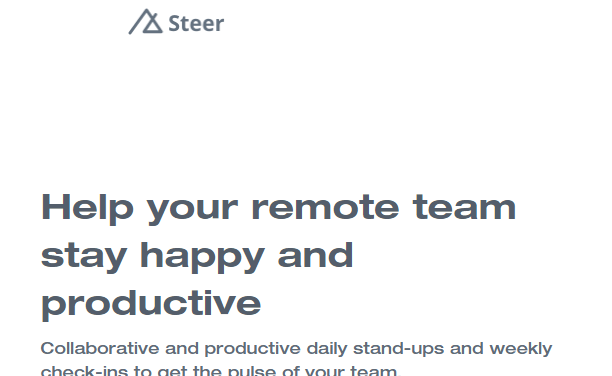 Steer
Help your remote team
stay happy and
productive
Collaborative and productive daily stand-ups and weekly
check-ins to get the pulse of your team.